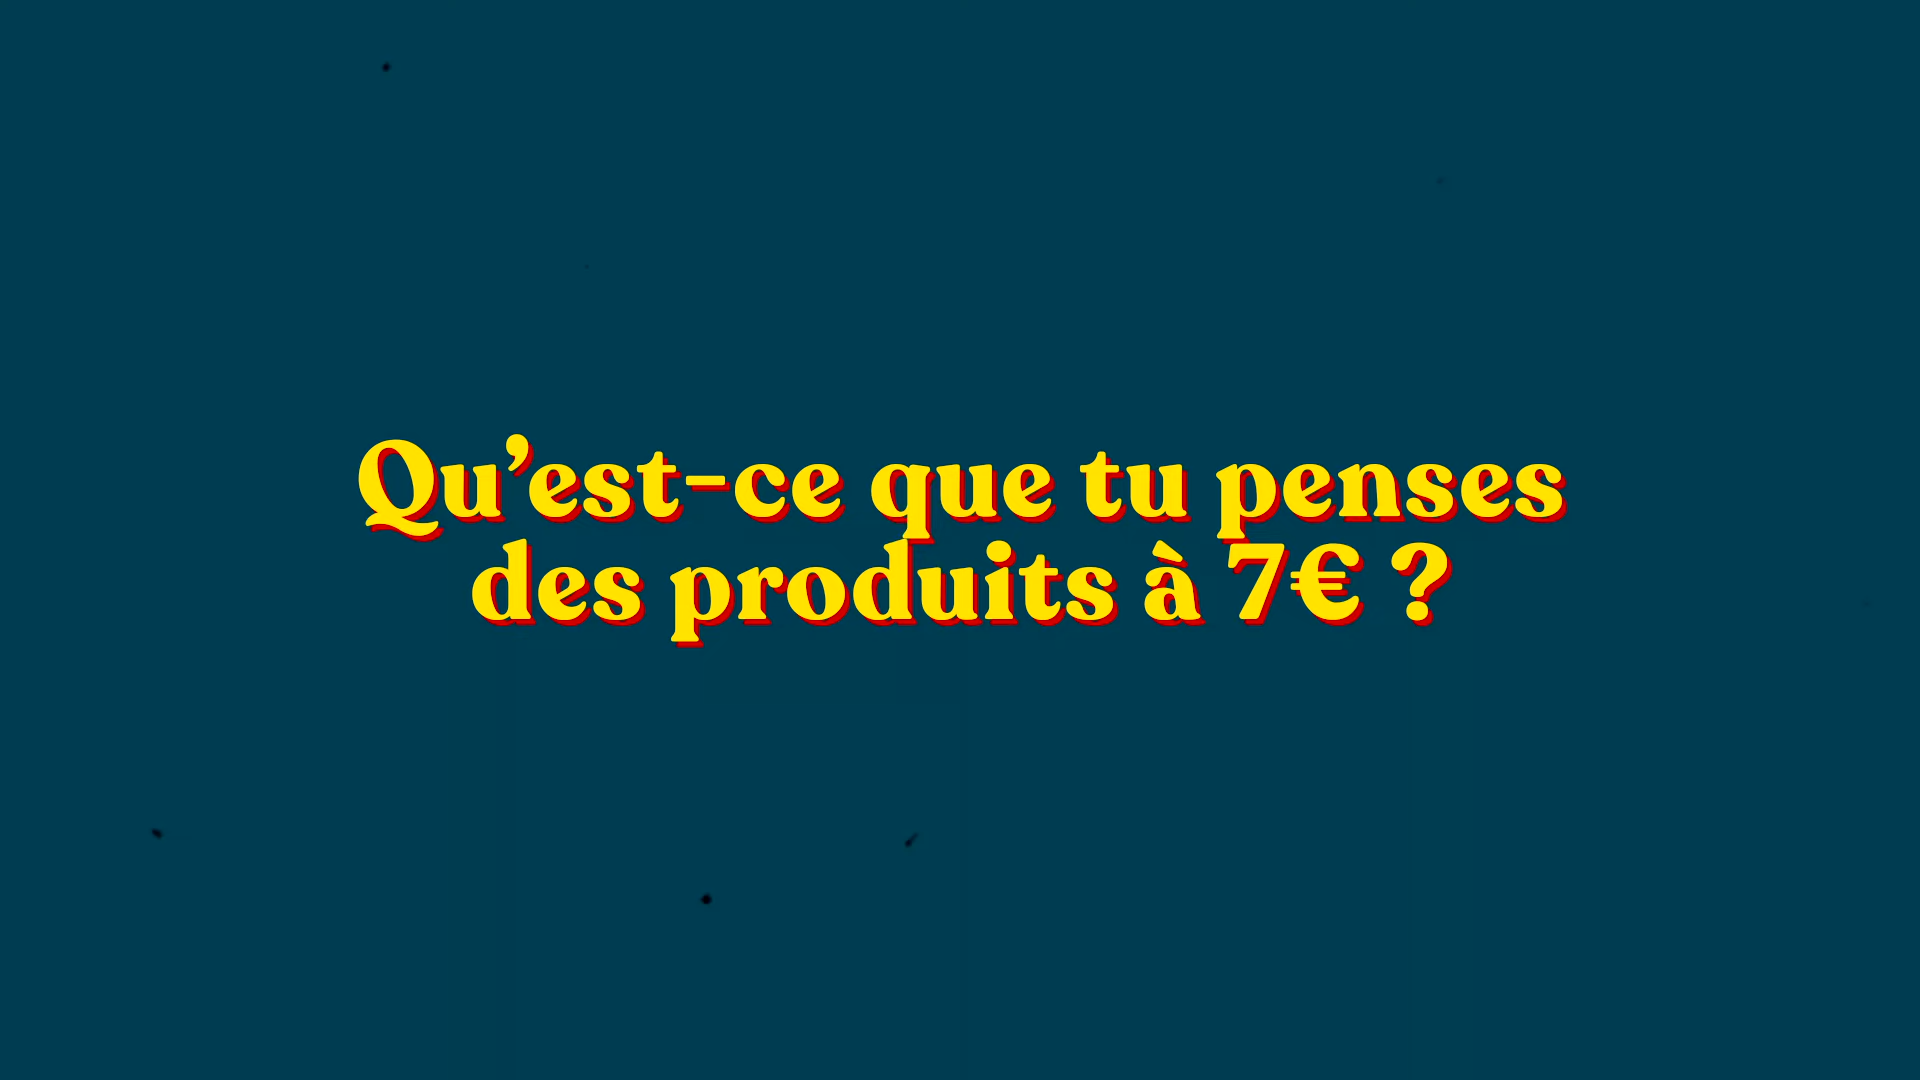 Qu’est-ce que tu penses
des produits à 7€ ?